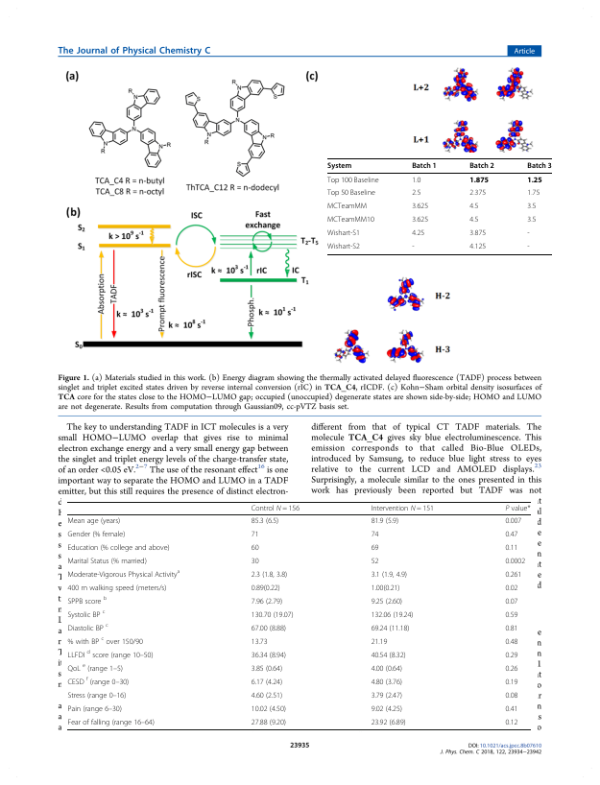 The Journal of Physical Chemistry C
Article
(a)
R
N
R
N
N
N
R
N
R
S
N
R
N
S
N
N
R
S
TCA_C4 R = n-butyl
TCA_C8 R = n-octyl
ThTCA_C12 R = n-dodecyl
(b)
S₂
S₁
k > 10⁹ s⁻¹
ISC
Fast
exchange
T₂-T₅
rISC
k ≈ 10³ s⁻¹
rIC
IC
T₁
Absorption
TADF
k ≈ 10³ s⁻¹
Prompt fluorescence
k ≈ 10⁸ s⁻¹
Phosph.
k ≈ 10¹ s⁻¹
S₀
(c)
L+2
L+1
System Batch 1 Batch 2 Batch 3
Top 100 Baseline 1.0 1.875 1.25
Top 50 Baseline 2.5 2.375 1.75
MCTeamMM 3.625 4.5 3.5
MCTeamMM10 3.625 4.5 3.5
Wishart-S1 4.25 3.875 -
Wishart-S2 - 4.125 -
H-2
H-3
Figure 1. (a) Materials studied in this work. (b) Energy diagram showing the thermally activated delayed fluorescence (TADF) process between
singlet and triplet excited states driven by reverse internal conversion (rIC) in TCA_C4, rICDF. (c) Kohn−Sham orbital density isosurfaces of
TCA core for the states close to the HOMO−LUMO gap; occupied (unoccupied) degenerate states are shown side-by-side; HOMO and LUMO
are not degenerate. Results from computation through Gaussian09, cc-pVTZ basis set.
The key to understanding TADF in ICT molecules is a very
small HOMO−LUMO overlap that gives rise to minimal
electron exchange energy and a very small energy gap between
the singlet and triplet energy levels of the charge-transfer state,
of an order <0.05 eV.²⁻⁷ The use of the resonant effect¹⁶ is one
important way to separate the HOMO and LUMO in a TADF
emitter, but this still requires the presence of distinct electron-
different from that of typical CT TADF materials. The
molecule TCA_C4 gives sky blue electroluminescence. This
emission corresponds to that called Bio-Blue OLEDs,
introduced by Samsung, to reduce blue light stress to eyes
relative to the current LCD and AMOLED displays.²³
Surprisingly, a molecule similar to the ones presented in this
work has previously been reported but TADF was not
Control N = 156 Intervention N = 151 P value*
Mean age (years) 85.3 (6.5) 81.9 (5.9) 0.007
Gender (% female) 71 74 0.47
Education (% college and above) 60 69 0.11
Marital Status (% married) 30 52 0.0002
Moderate-Vigorous Physical Activityᵃ 2.3 (1.8, 3.8) 3.1 (1.9, 4.9) 0.261
400 m walking speed (meters/s) 0.89(0.22) 1.00(0.21) 0.02
SPPB score ᵇ 7.96 (2.79) 9.25 (2.60) 0.07
Systolic BP ᶜ 130.70 (19.07) 132.06 (19.24) 0.59
Diastolic BP ᶜ 67.00 (8.88) 69.24 (11.18) 0.81
% with BP ᶜ over 150/90 13.73 21.19 0.48
LLFDI ᵈ score (range 10–50) 36.34 (8.94) 40.54 (8.32) 0.29
QoL ᵉ (range 1–5) 3.85 (0.64) 4.00 (0.64) 0.26
CESD ᶠ (range 0–30) 6.17 (4.24) 4.80 (3.76) 0.19
Stress (range 0–16) 4.60 (2.51) 3.79 (2.47) 0.08
Pain (range 6–30) 10.02 (4.50) 9.02 (4.25) 0.41
Fear of falling (range 16–64) 27.88 (9.20) 23.92 (6.89) 0.12
23935
DOI: 10.1021/acs.jpcc.8b07610
J. Phys. Chem. C 2018, 122, 23934−23942